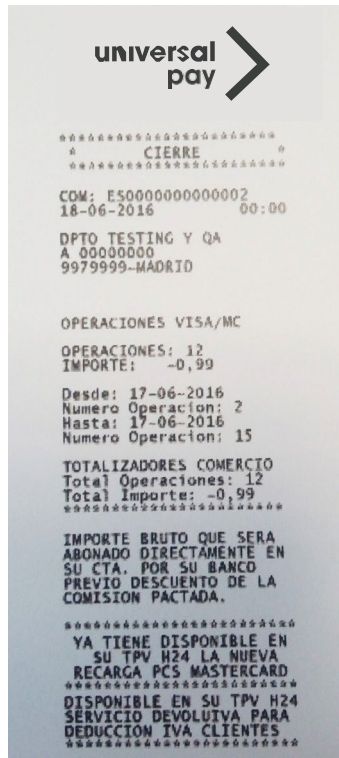 universal
pay
**********************
* CIERRE *
**********************
COM: ES0000000000002
18-06-2016 00:00
DPTO TESTING Y QA
A 00000000
9979999-MADRID
OPERACIONES VISA/MC
OPERACIONES: 12
IMPORTE: -0,99
Desde: 17-06-2016
Numero Operacion: 2
Hasta: 17-06-2016
Numero Operacion: 15
TOTALIZADORES COMERCIO
Total Operaciones: 12
Total Importe: -0,99
**********************
IMPORTE BRUTO QUE SERA
ABONADO DIRECTAMENTE EN
SU CTA. POR SU BANCO
PREVIO DESCUENTO DE LA
COMISION PACTADA.
***********************
YA TIENE DISPONIBLE EN
SU TPV H24 LA NUEVA
RECARGA PCS MASTERCARD
***********************
DISPONIBLE EN SU TPV H24
SERVICIO DEVOLUIVA PARA
DEDUCCION IVA CLIENTES
***********************